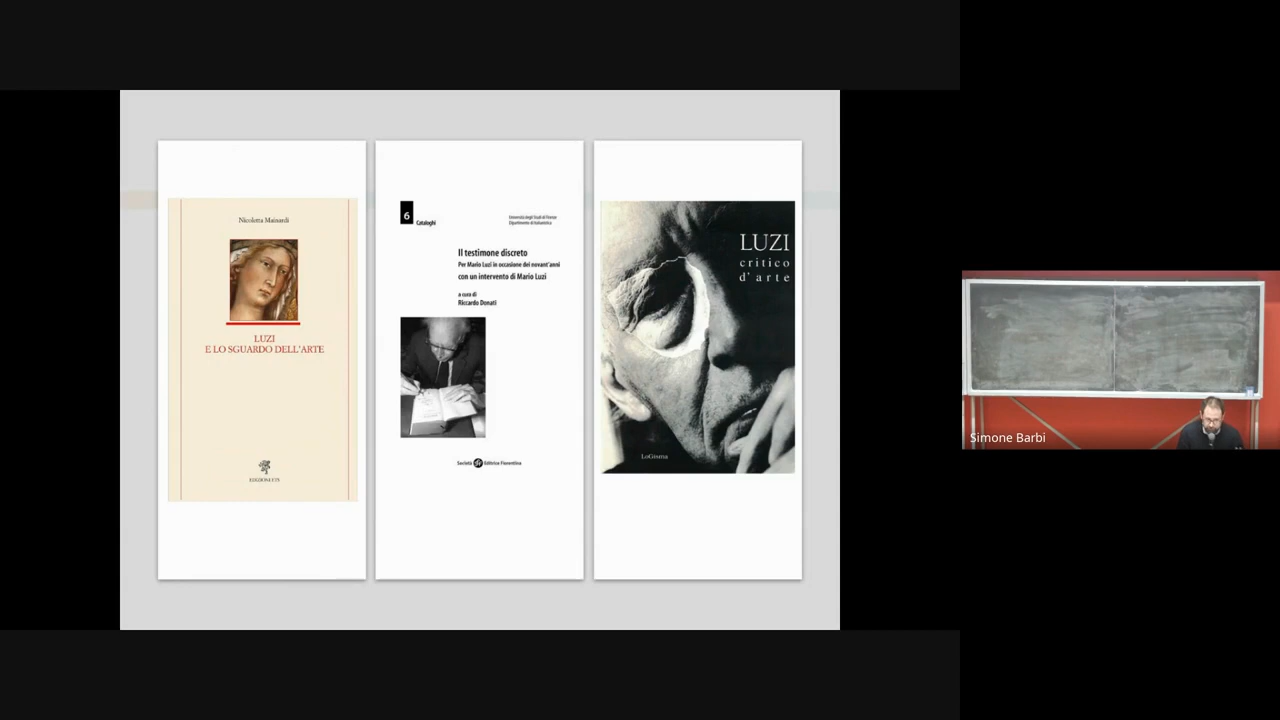 Nicoletta Mainardi
LUZI
E LO SGUARDO DELL'ARTE
EDIZIONI ETS
6
Cataloghi
Università degli Studi di Firenze
Dipartimento di Italianistica
Il testimone discreto
Per Mario Luzi in occasione dei novant'anni
con un intervento di Mario Luzi
a cura di
Riccardo Donati
Società Editrice Fiorentina
LUZI
critico
d'arte
LoGisma
Simone Barbi